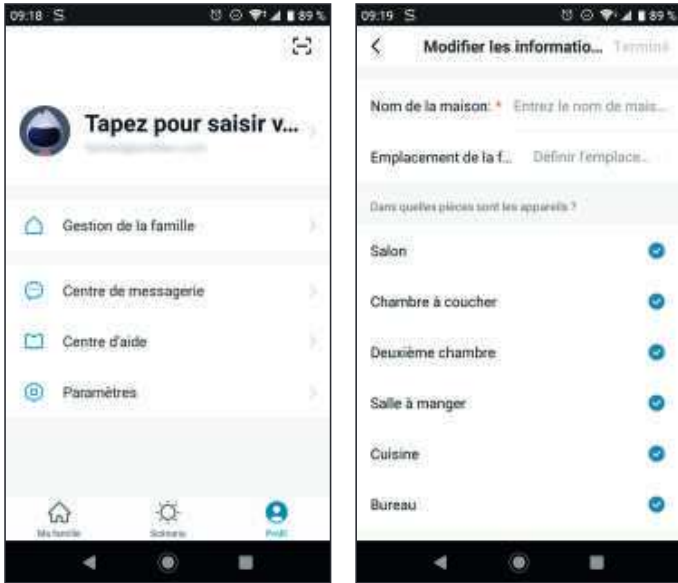 09:18 S 89 %
Tapez pour saisir v...
Gestion de la famille
Centre de messagerie
Centre d'aide
Paramètres
Ma famille Scénario Profil
09:19 S 89 %
Modifier les informatio... Terminé
Nom de la maison: * Entrez le nom de mais...
Emplacement de la f... Définir l'emplace...
Dans quelles pièces sont les appareils ?
Salon
Chambre à coucher
Deuxième chambre
Salle à manger
Cuisine
Bureau